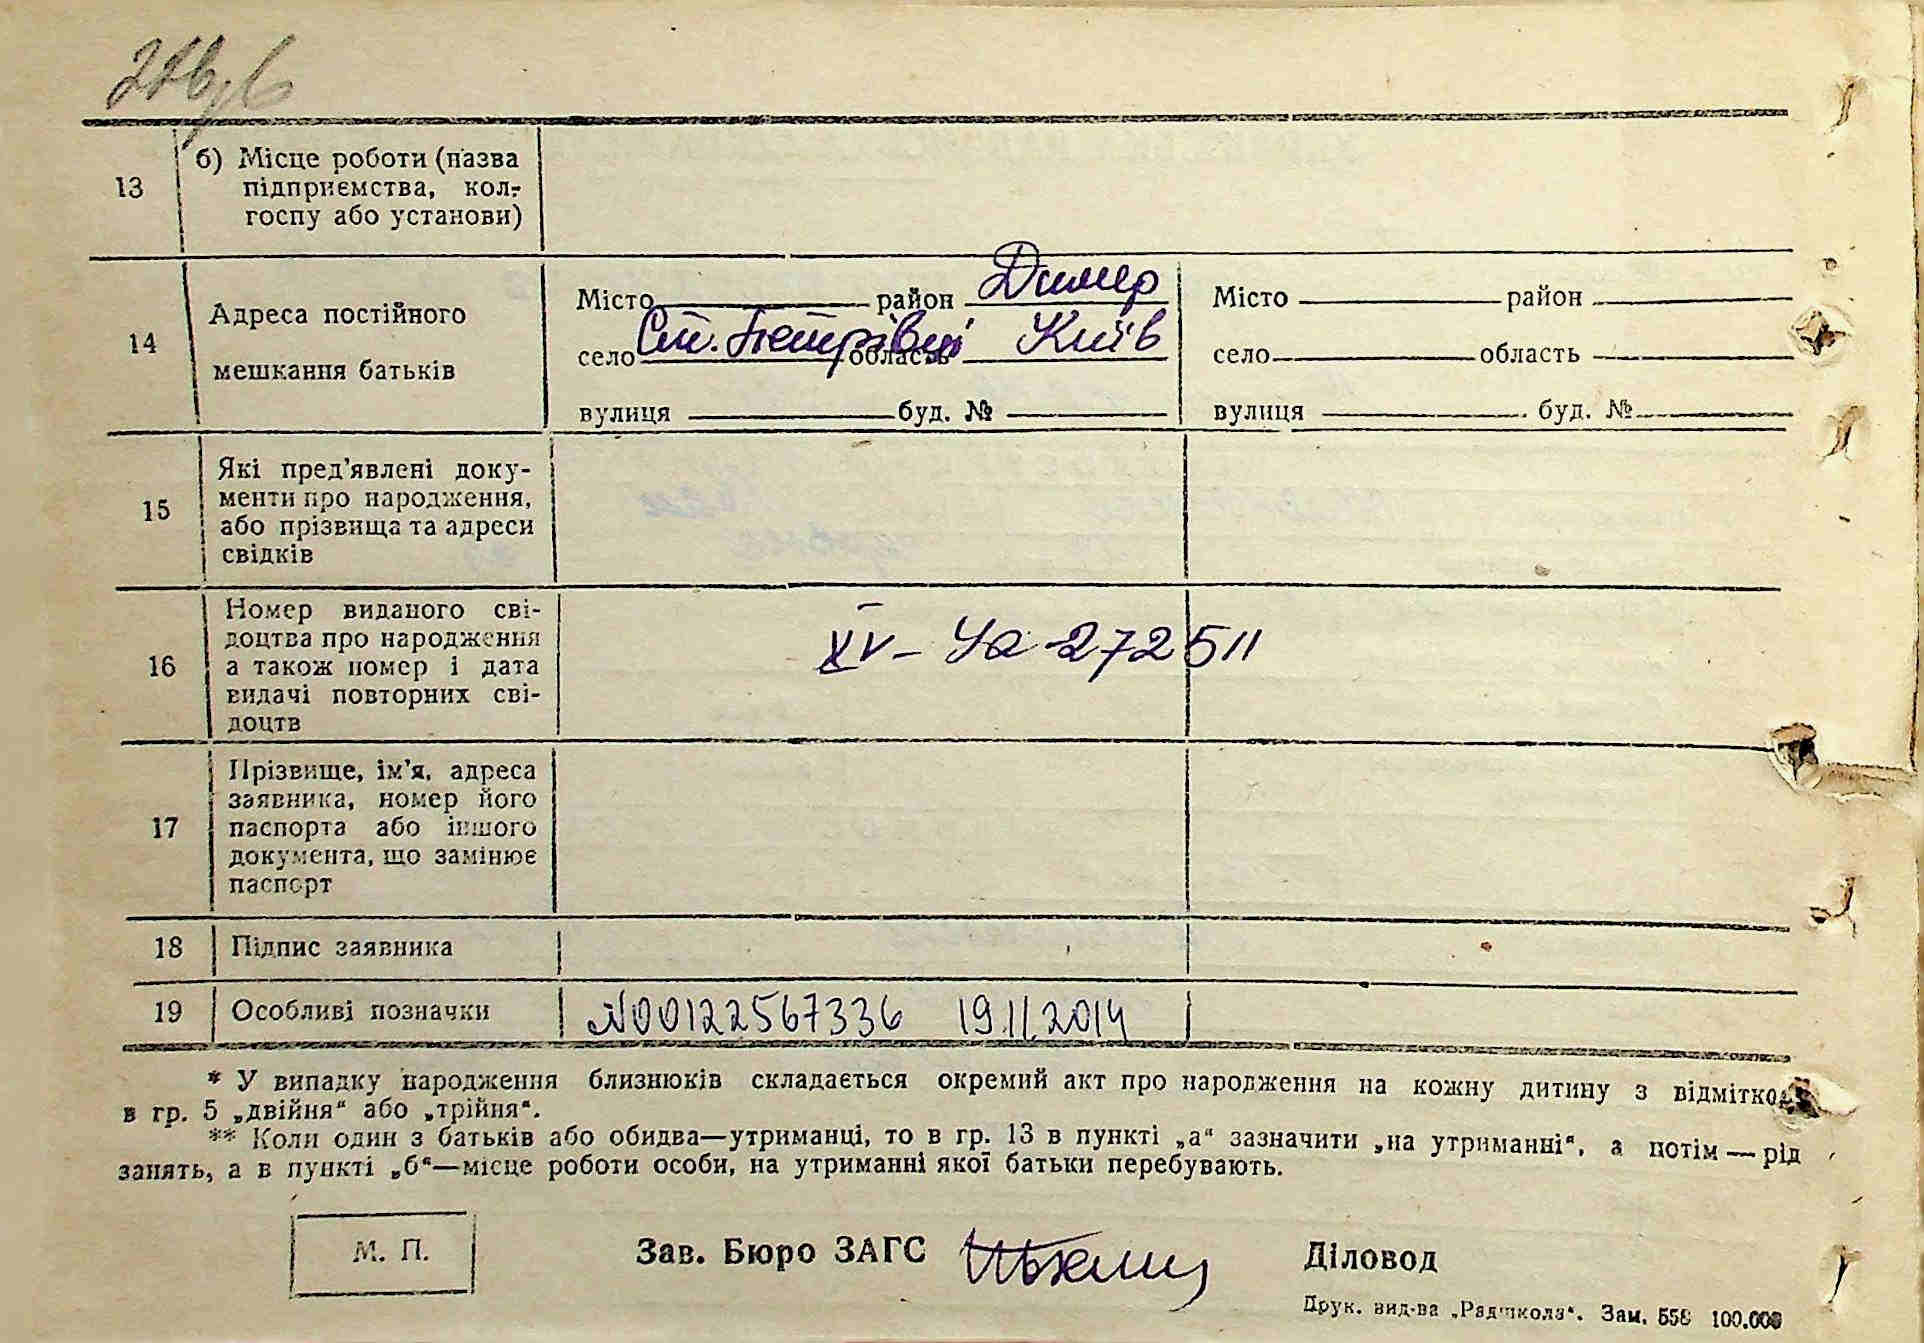 13
б) Місце роботи (назва
підприємства, кол-
госпу або установи)
14
Адреса постійного
мешкання батьків
Місто район Димер
село Ст. Петрівці область Київ
вулиця буд. №
Місто район
село область
вулиця буд. №
15
Які пред’явлені доку-
менти про народження,
або прізвища та адреси
свідків
16
Номер виданого сві-
доцтва про народження
а також номер і дата
видачі повторних сві-
доцтв
XV - Уа 272511
17
Прізвище, ім’я, адреса
заявника, номер його
паспорта або іншого
документа, що замінює
паспорт
18 Підпис заявника
19 Особливі позначки N00122567336 19.11.2014
* У випадку народження близнюків складається окремий акт про народження на кожну дитину з відміткою
в гр. 5 „двійня“ або „трійня“.
** Коли один з батьків або обидва—утриманці, то в гр. 13 в пункті „а“ зазначити „на утриманні“, а потім — рід
занять, а в пункті „б“—місце роботи особи, на утриманні якої батьки перебувають.
М. П.
Зав. Бюро ЗАГС
Діловод
Друк. вид-ва „Радшкола“. Зам. 558 100.000